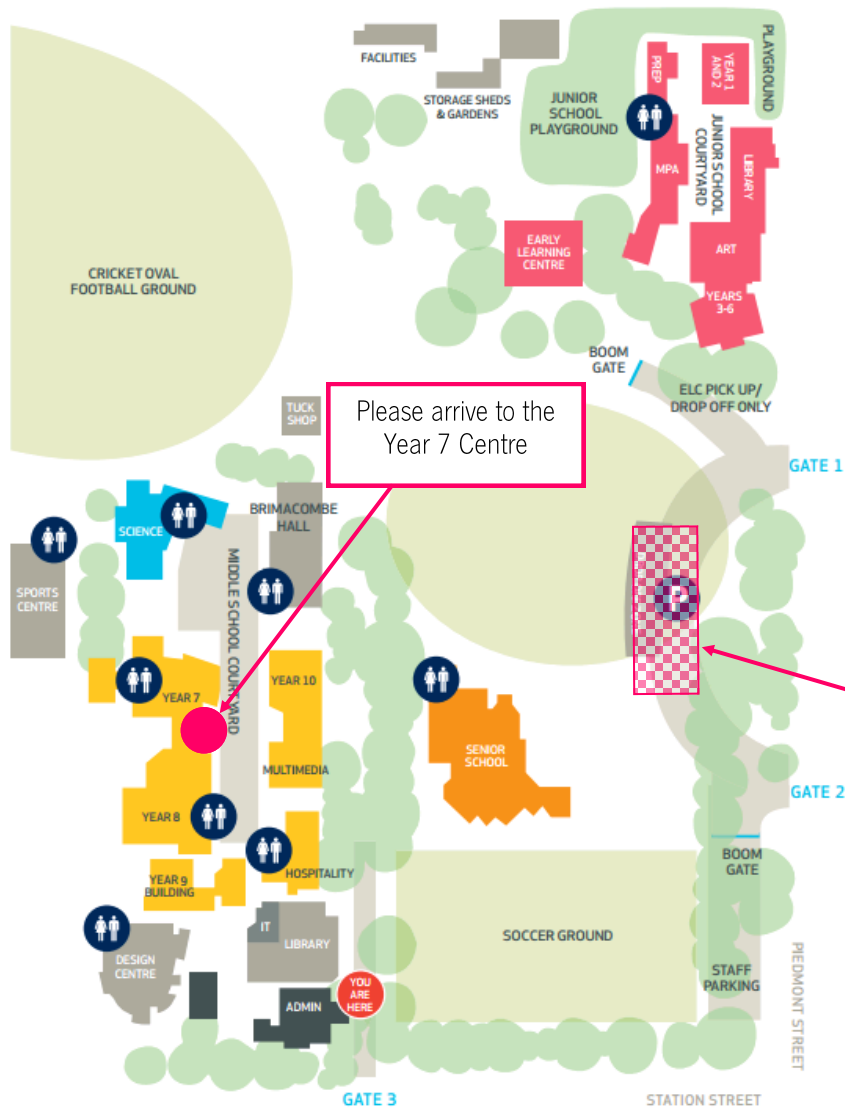 FACILITIES
STORAGE SHEDS
& GARDENS
JUNIOR
SCHOOL
PLAYGROUND
PREP
YEAR 1
AND 2
PLAYGROUND
JUNIOR SCHOOL
COURTYARD
MPA
LIBRARY
EARLY
LEARNING
CENTRE
ART
YEARS
3-6
CRICKET OVAL
FOOTBALL GROUND
BOOM
GATE
ELC PICK UP/
DROP OFF ONLY
TUCK
SHOP
Please arrive to the
Year 7 Centre
GATE 1
BRIMACOMBE
HALL
SCIENCE
MIDDLE SCHOOL COURTYARD
SPORTS
CENTRE
P
YEAR 7
YEAR 10
SENIOR
SCHOOL
MULTIMEDIA
GATE 2
YEAR 8
BOOM
GATE
HOSPITALITY
YEAR 9
BUILDING
IT
LIBRARY
SOCCER GROUND
DESIGN
CENTRE
STAFF
PARKING
PIEDMONT STREET
YOU
ARE
HERE
ADMIN
GATE 3
STATION STREET